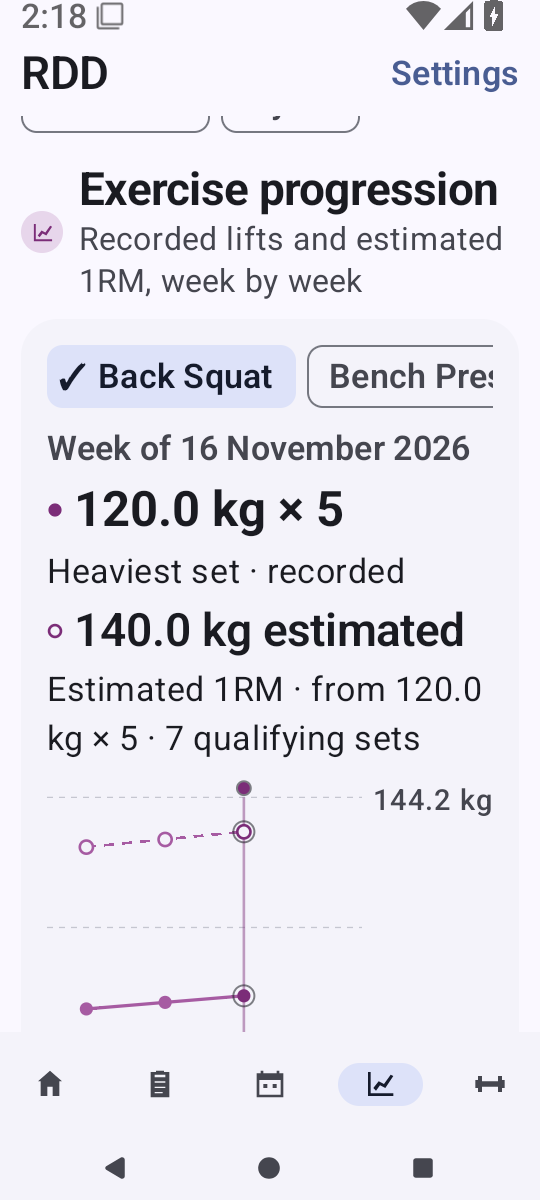 2:18
RDD
Settings
Exercise progression
Recorded lifts and estimated
1RM, week by week
✓ Back Squat
Bench Pres
Week of 16 November 2026
120.0 kg × 5
Heaviest set · recorded
140.0 kg estimated
Estimated 1RM · from 120.0
kg × 5 · 7 qualifying sets
144.2 kg